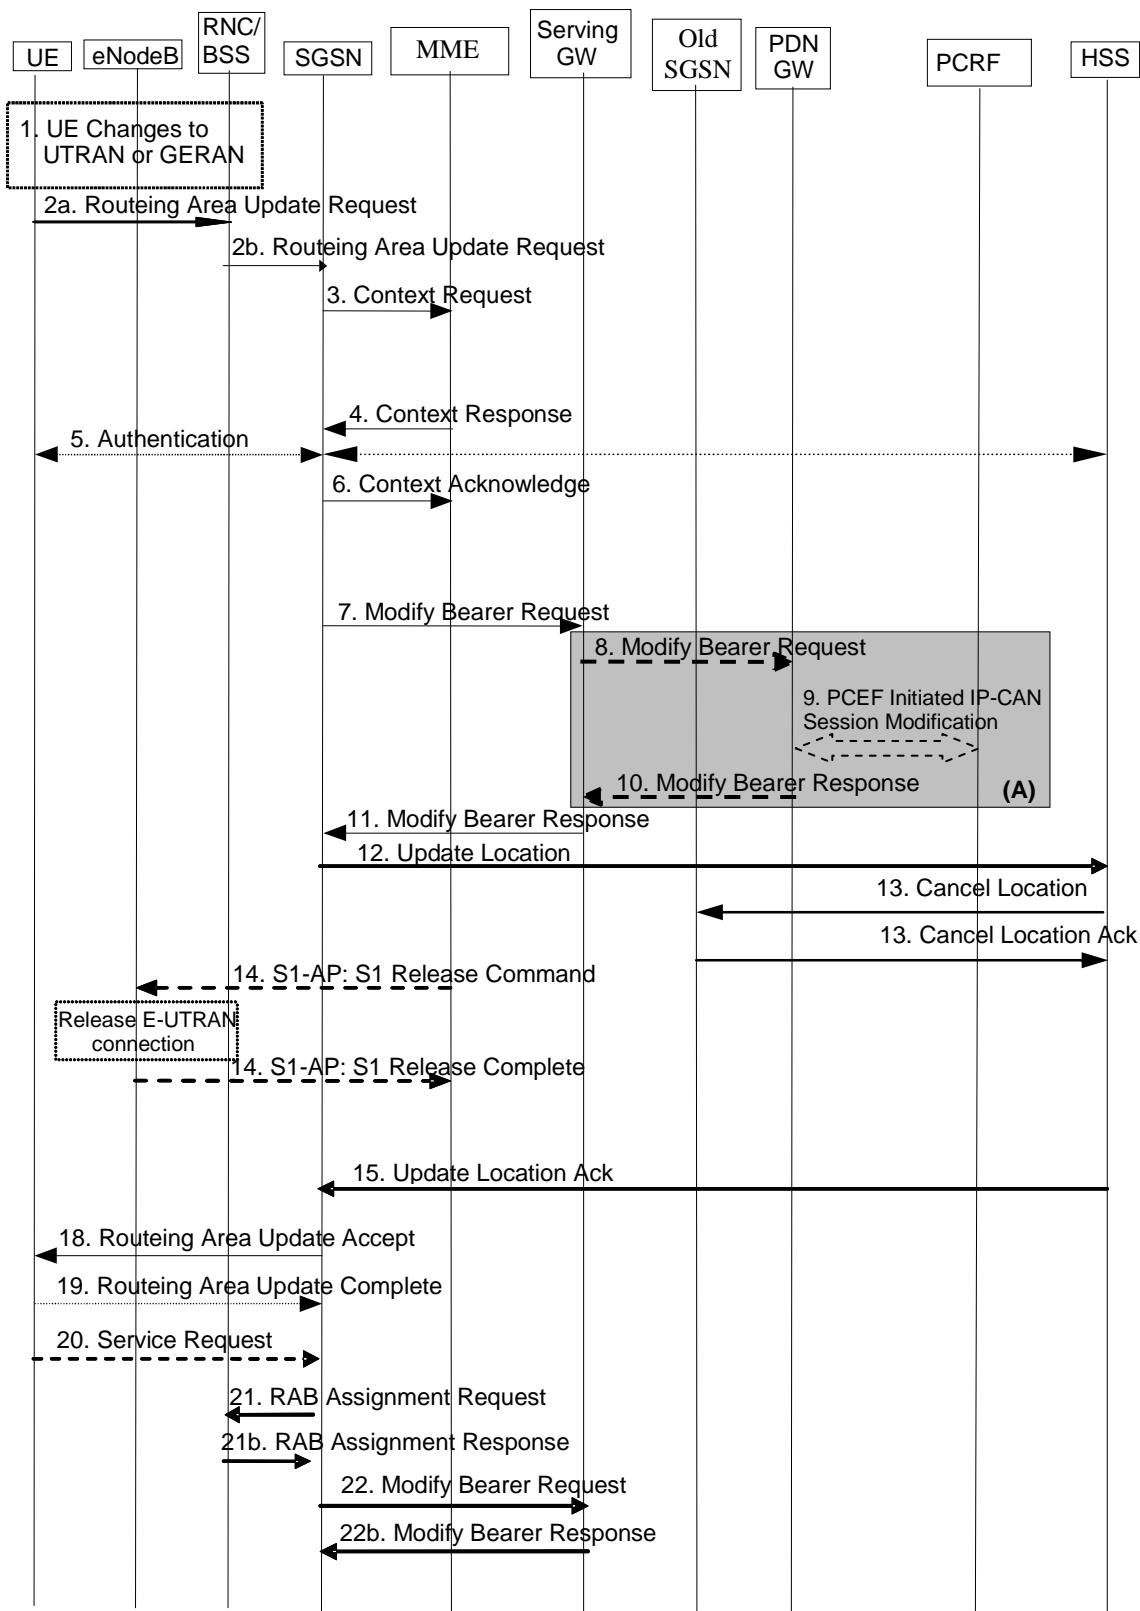 UE
eNodeB
RNC/
BSS
SGSN
MME
Serving
GW
Old
SGSN
PDN
GW
PCRF
HSS
1. UE Changes to
UTRAN or GERAN
2a. Routeing Area Update Request
2b. Routeing Area Update Request
3. Context Request
4. Context Response
5. Authentication
6. Context Acknowledge
7. Modify Bearer Request
8. Modify Bearer Request
9. PCEF Initiated IP-CAN
Session Modification
10. Modify Bearer Response
(A)
11. Modify Bearer Response
12. Update Location
13. Cancel Location
13. Cancel Location Ack
14. S1-AP: S1 Release Command
Release E-UTRAN
connection
14. S1-AP: S1 Release Complete
15. Update Location Ack
18. Routeing Area Update Accept
19. Routeing Area Update Complete
20. Service Request
21. RAB Assignment Request
21b. RAB Assignment Response
22. Modify Bearer Request
22b. Modify Bearer Response